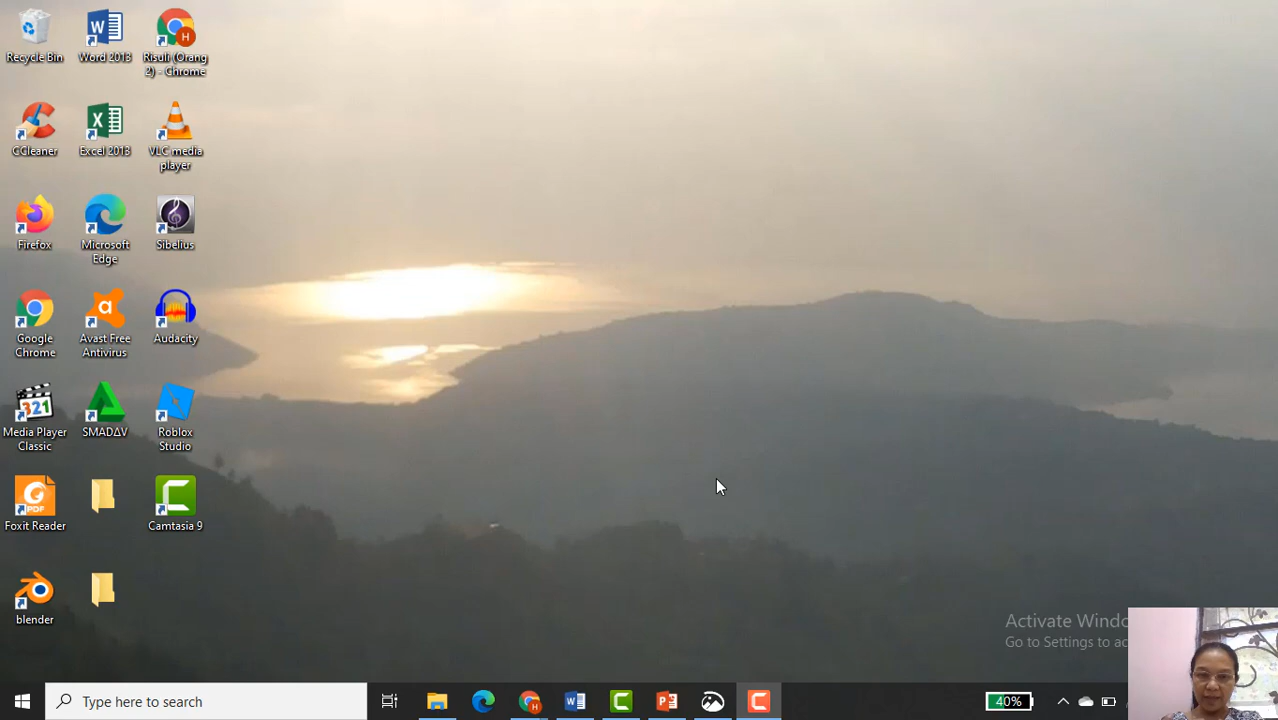 Recycle Bin
Word 2013
Risuli (Orang
2) - Chrome
CCleaner
Excel 2013
VLC media
player
Firefox
Microsoft
Edge
Sibelius
Google
Chrome
Avast Free
Antivirus
Audacity
Media Player
Classic
SMADΔV
Roblox
Studio
Foxit Reader
Camtasia 9
blender
Activate Windo
Go to Settings to ac
Type here to search
40%